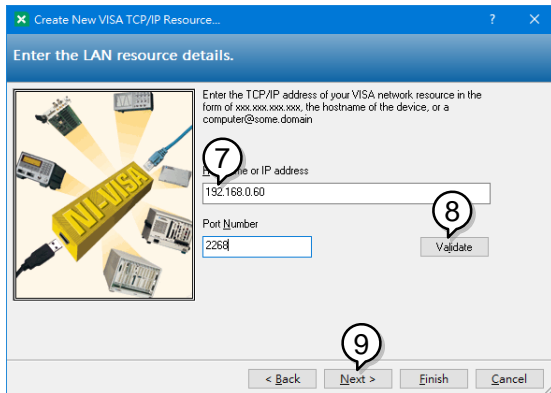 Create New VISA TCP/IP Resource...
?
Enter the LAN resource details.
Enter the TCP/IP address of your VISA network resource in the
form of xxx.xxx.xxx.xxx, the hostname of the device, or a
computer@some.domain
7
or IP address
192.168.0.60
8
Port Number
2268
Validate
NI-VISA
9
< Back Next > Finish Cancel